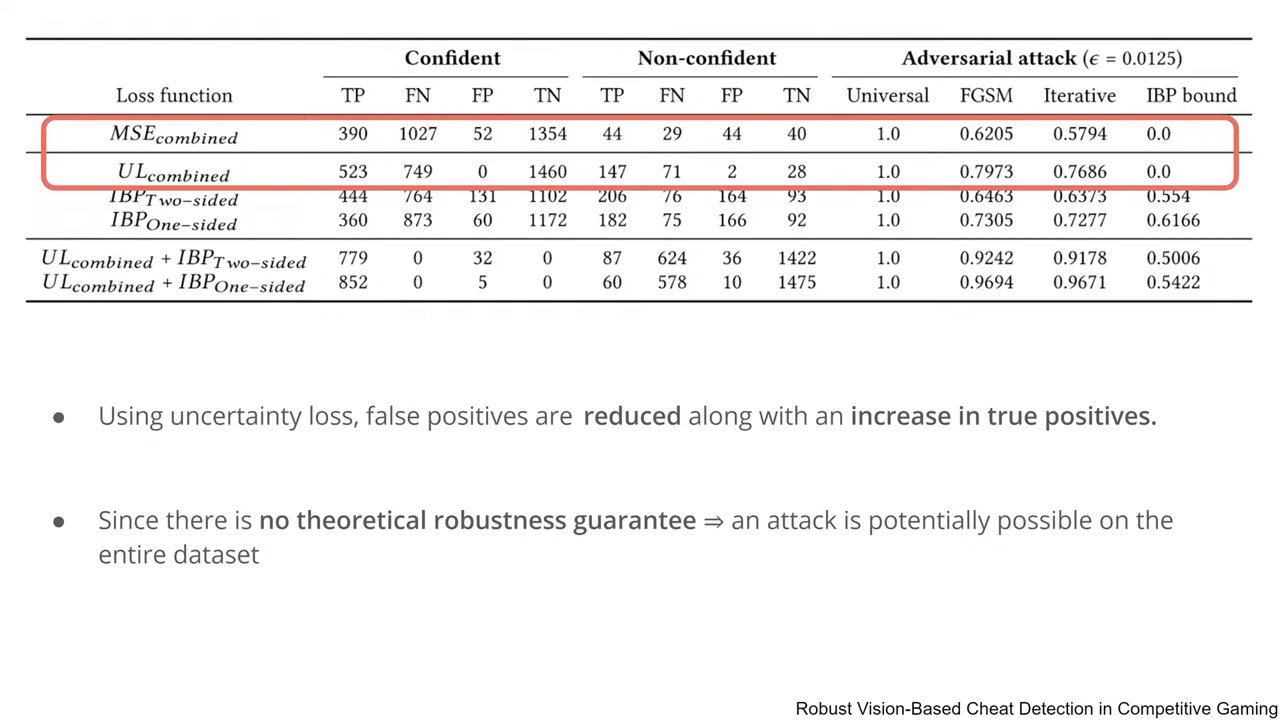 Confident Non-confident Adversarial attack (ϵ = 0.0125)
Loss function TP FN FP TN TP FN FP TN Universal FGSM Iterative IBP bound
MSEcombined 390 1027 52 1354 44 29 44 40 1.0 0.6205 0.5794 0.0
ULcombined 523 749 0 1460 147 71 2 28 1.0 0.7973 0.7686 0.0
IBPTwo−sided 444 764 131 1102 206 76 164 93 1.0 0.6463 0.6373 0.554
IBPOne−sided 360 873 60 1172 182 75 166 92 1.0 0.7305 0.7277 0.6166
ULcombined + IBPTwo−sided 779 0 32 0 87 624 36 1422 1.0 0.9242 0.9178 0.5006
ULcombined + IBPOne−sided 852 0 5 0 60 578 10 1475 1.0 0.9694 0.9671 0.5422
● Using uncertainty loss, false positives are reduced along with an increase in true positives.
● Since there is no theoretical robustness guarantee ⇒ an attack is potentially possible on the
entire dataset
Robust Vision-Based Cheat Detection in Competitive Gaming